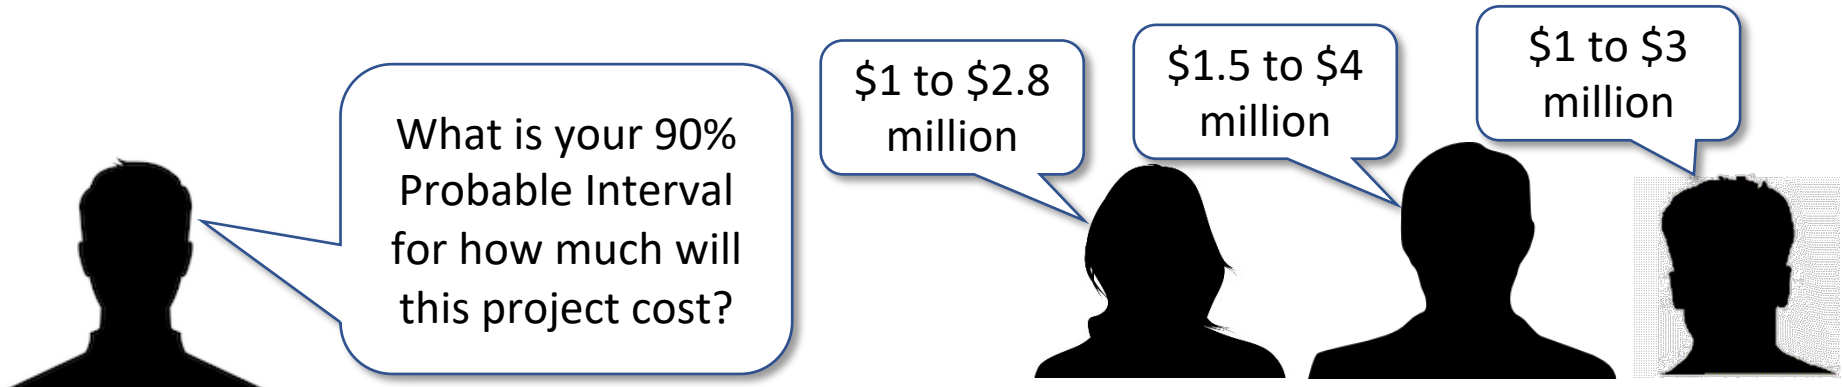 What is your 90%
Probable Interval
for how much will
this project cost?
$1 to $2.8
million
$1.5 to $4
million
$1 to $3
million